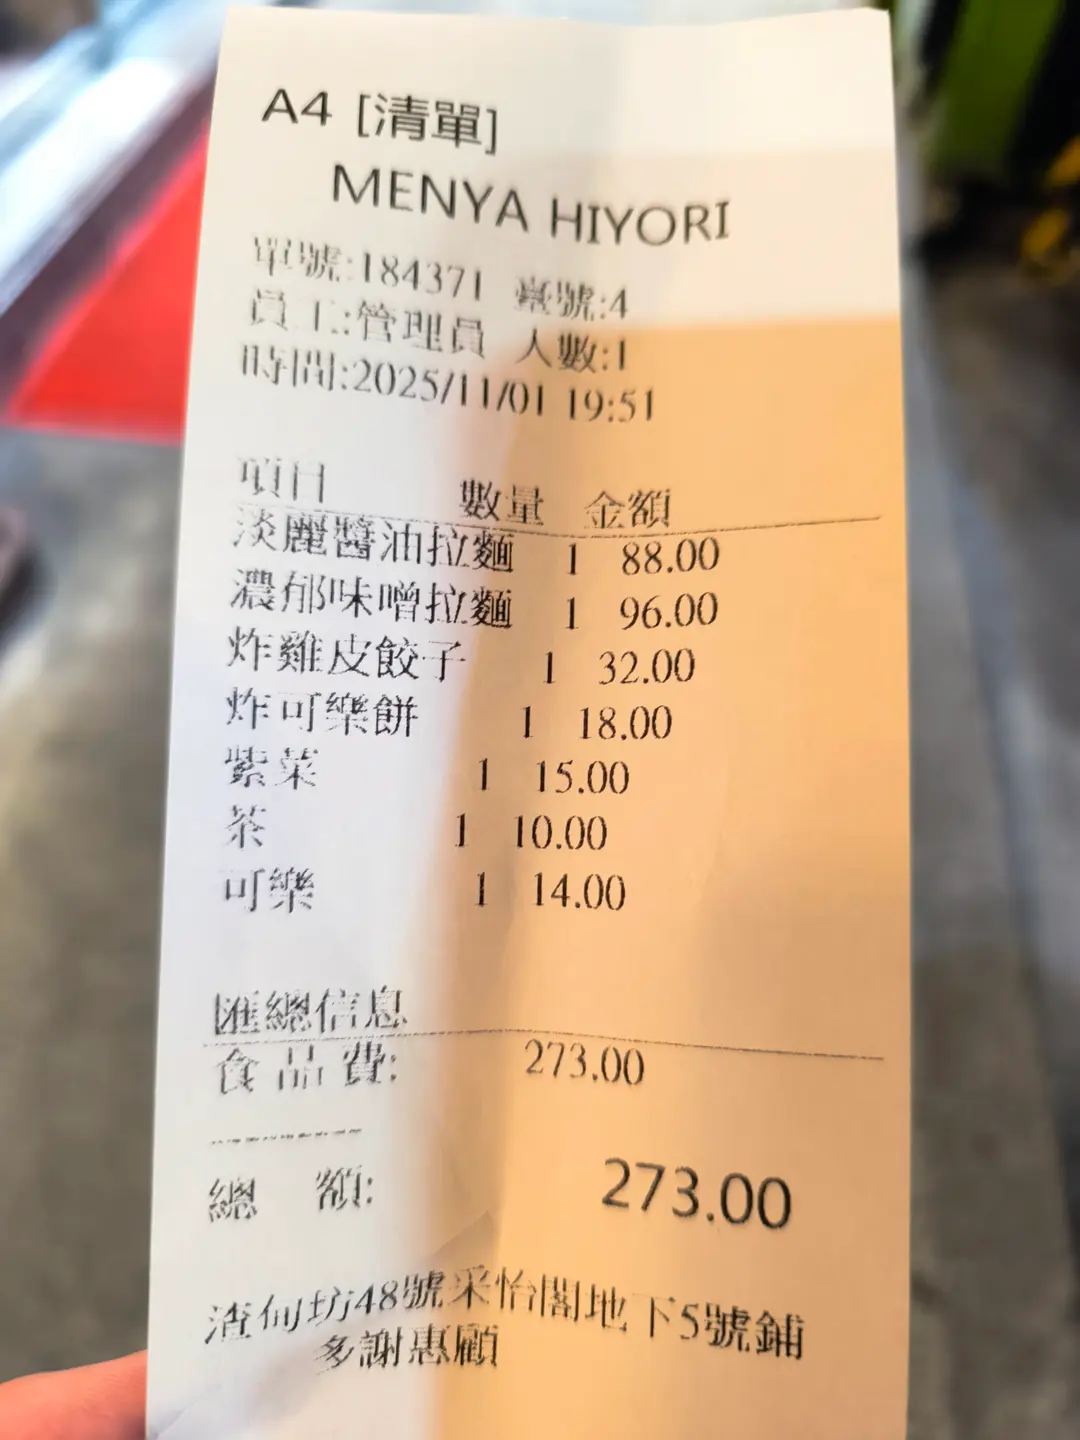 A4 [清單]
MENYA HIYORI
單號:184371 臺號:4
員工:管理員 人數:1
時間:2025/11/01 19:51
項目 數量 金額
淡麗醬油拉麵 1 88.00
濃郁味噌拉麵 1 96.00
炸雞皮餃子 1 32.00
炸可樂餅 1 18.00
紫菜 1 15.00
茶 1 10.00
可樂 1 14.00
匯總信息
食品費: 273.00
總 額: 273.00
渣甸坊48號采怡閣地下5號鋪
多謝惠顧